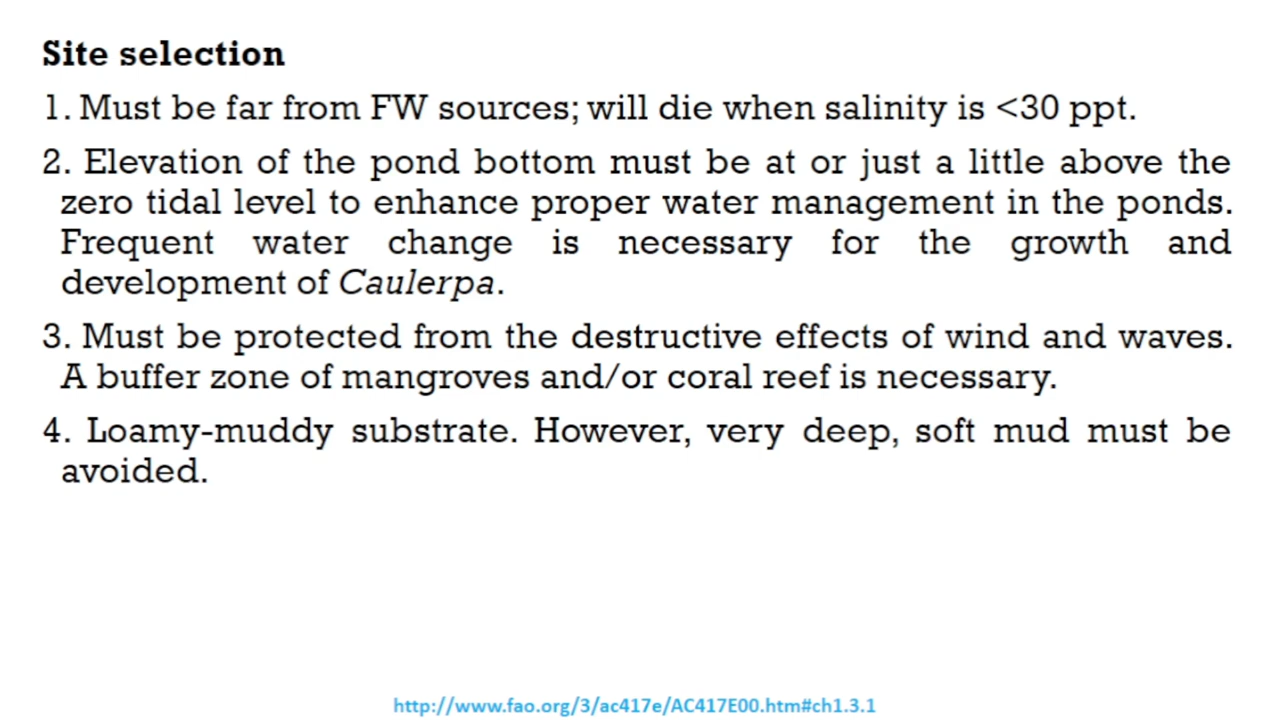 Site selection
1. Must be far from FW sources; will die when salinity is <30 ppt.
2. Elevation of the pond bottom must be at or just a little above the
zero tidal level to enhance proper water management in the ponds.
Frequent water change is necessary for the growth and
development of Caulerpa.
3. Must be protected from the destructive effects of wind and waves.
A buffer zone of mangroves and/or coral reef is necessary.
4. Loamy-muddy substrate. However, very deep, soft mud must be
avoided.
http://www.fao.org/3/ac417e/AC417E00.htm#ch1.3.1